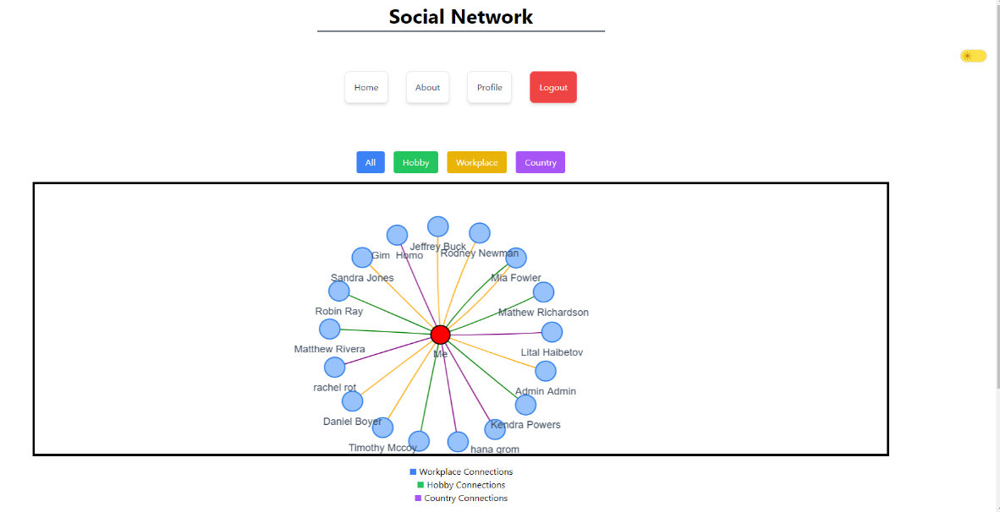 Social Network
Home About Profile Logout
All Hobby Workplace Country
Jeffrey Buck
Gim Homo
Rodney Newman
Sandra Jones
Mia Fowler
Robin Ray
Mathew Richardson
Matthew Rivera
Lital Haibetov
Me
rachel rot
Admin Admin
Daniel Boyer
Kendra Powers
Timothy Mccoy
hana grom
Workplace Connections
Hobby Connections
Country Connections